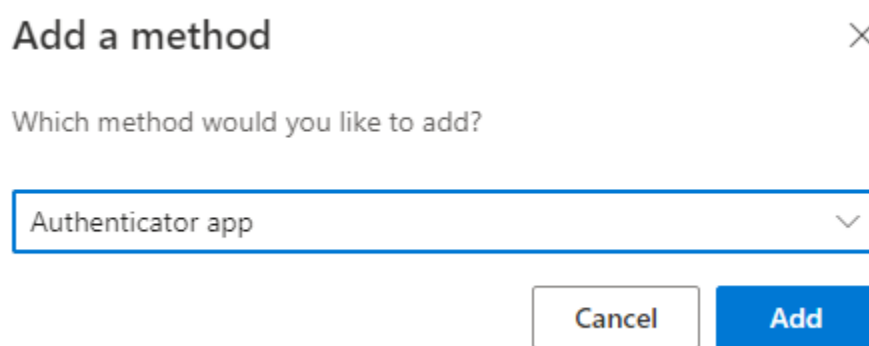 Add a method
Which method would you like to add?
Authenticator app
Cancel
Add